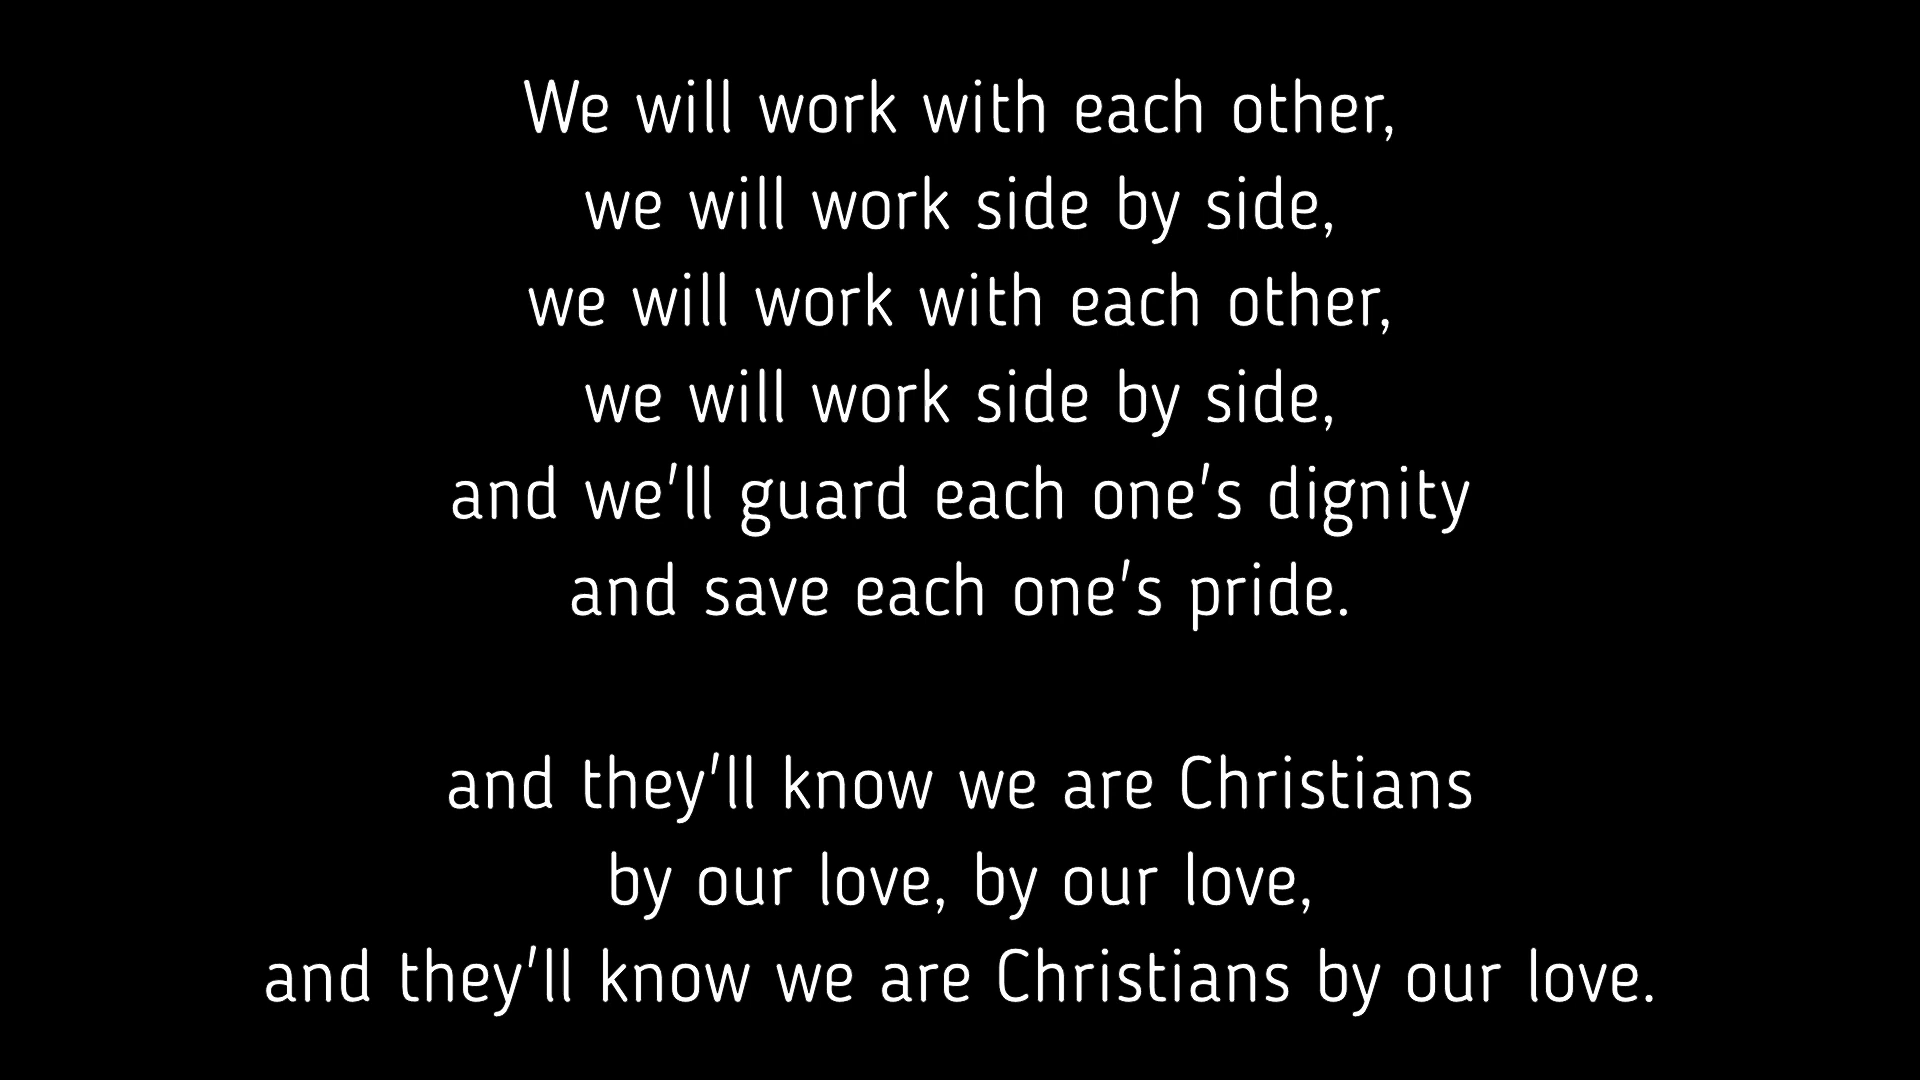 We will work with each other,
we will work side by side,
we will work with each other,
we will work side by side,
and we'll guard each one's dignity
and save each one's pride.

and they'll know we are Christians
by our love, by our love,
and they'll know we are Christians by our love.